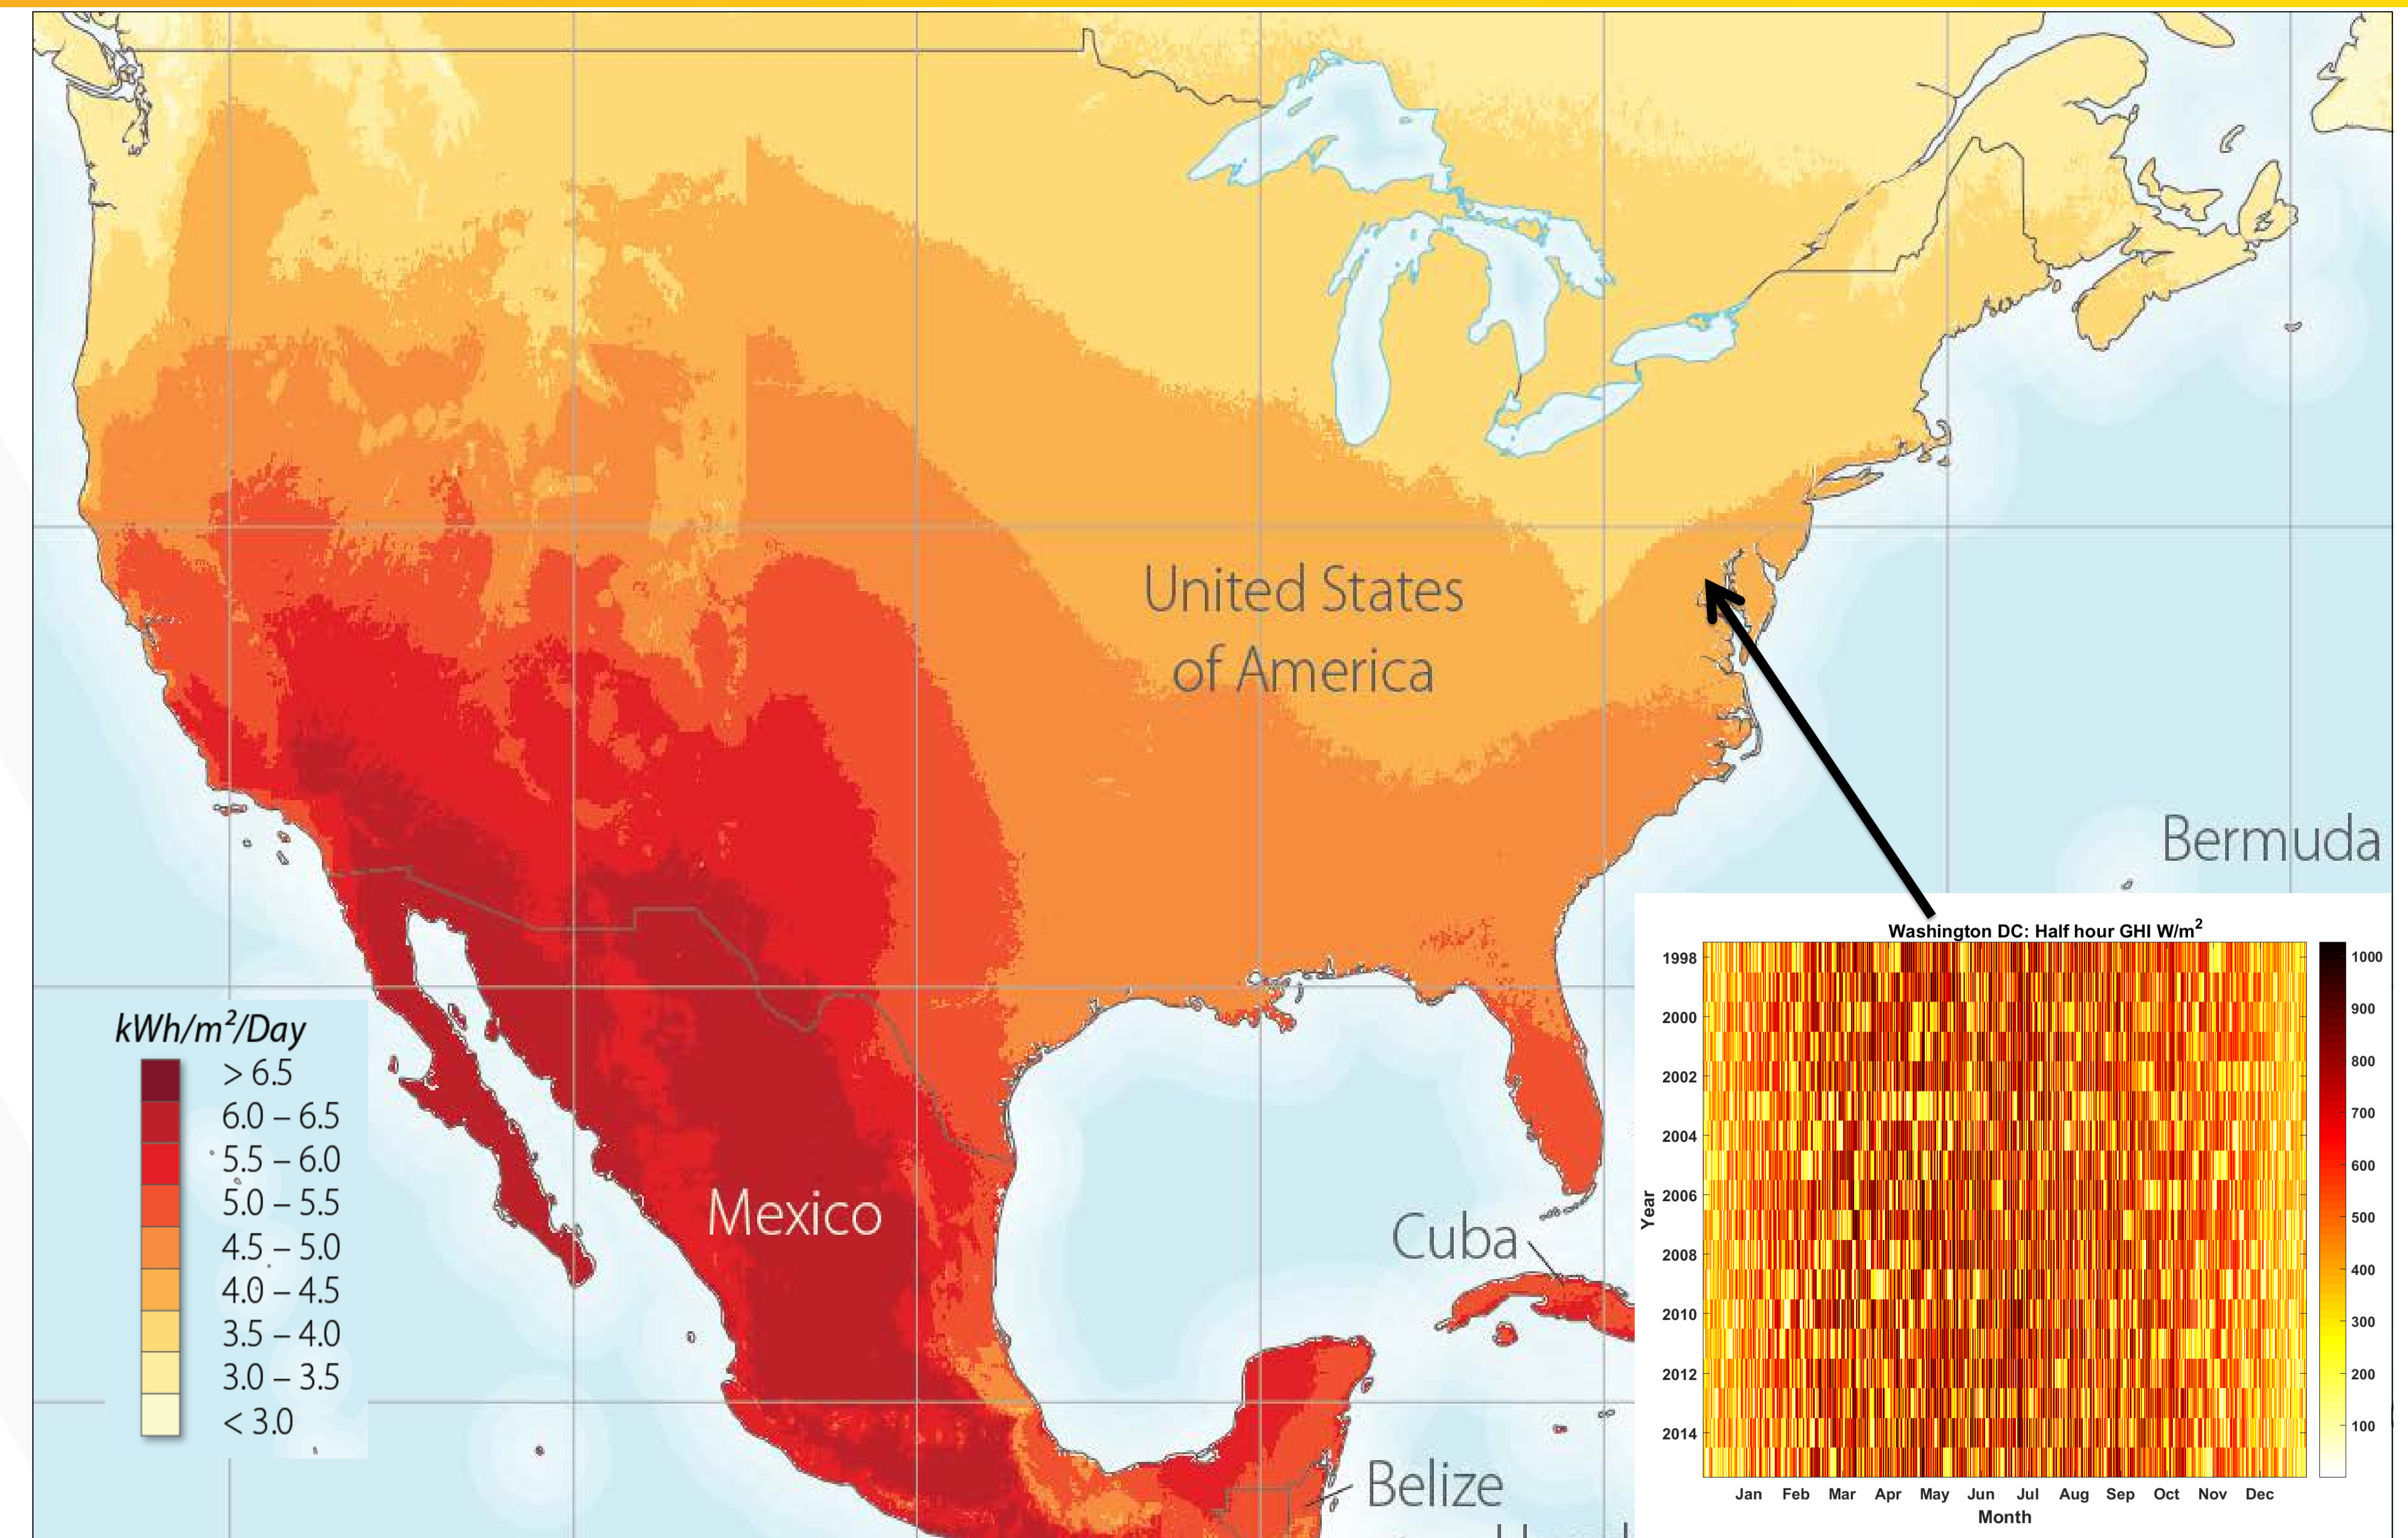 United States
of America
Bermuda
Mexico
Cuba
Belize
kWh/m²/Day
> 6.5
6.0 – 6.5
5.5 – 6.0
5.0 – 5.5
4.5 – 5.0
4.0 – 4.5
3.5 – 4.0
3.0 – 3.5
< 3.0
Washington DC: Half hour GHI W/m²
Year
1998
2000
2002
2004
2006
2008
2010
2012
2014
1000
900
800
700
600
500
400
300
200
100
Jan Feb Mar Apr May Jun Jul Aug Sep Oct Nov Dec
Month